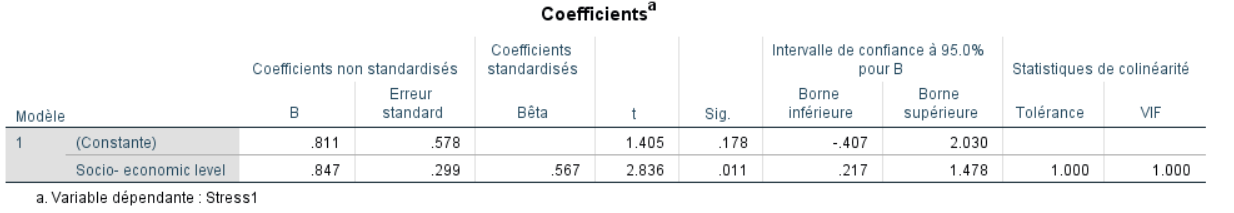 Coefficientsa
Coefficients non standardisés Coefficients standardisés t Sig. Intervalle de confiance à 95.0% pour B Statistiques de colinéarité
Modèle B Erreur standard Bêta Borne inférieure Borne supérieure Tolérance VIF
1 (Constante) .811 .578 1.405 .178 -.407 2.030
Socio- economic level .847 .299 .567 2.836 .011 .217 1.478 1.000 1.000
a. Variable dépendante : Stress1